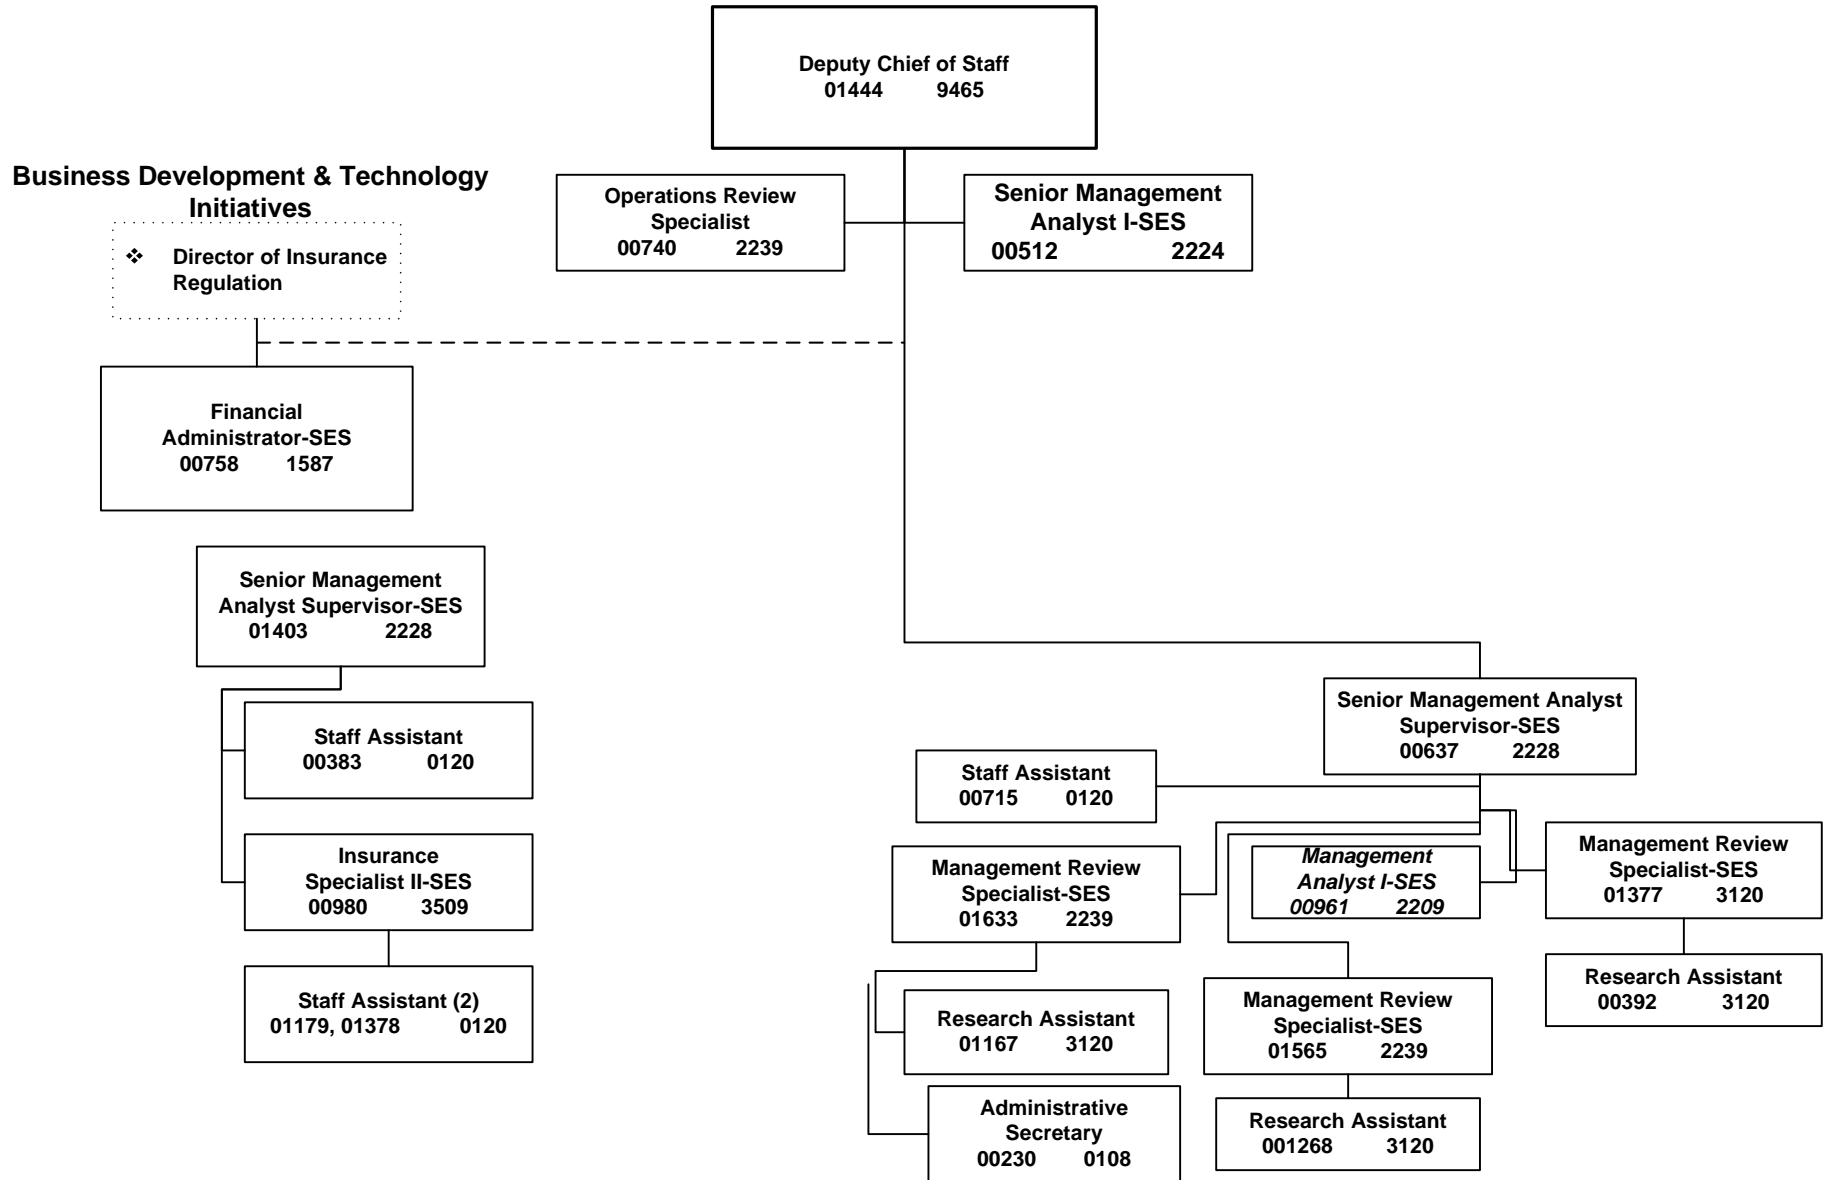 Deputy Chief of Staff
01444 9465
Business Development & Technology
Initiatives
❖ Director of Insurance
Regulation
Operations Review
Specialist
00740 2239
Senior Management
Analyst I-SES
00512 2224
Financial
Administrator-SES
00758 1587
Senior Management
Analyst Supervisor-SES
01403 2228
Staff Assistant
00383 0120
Insurance
Specialist II-SES
00980 3509
Staff Assistant (2)
01179, 01378 0120
Senior Management Analyst
Supervisor-SES
00637 2228
Staff Assistant
00715 0120
Management Review
Specialist-SES
01633 2239
Management
Analyst I-SES
00961 2209
Management Review
Specialist-SES
01377 3120
Research Assistant
00392 3120
Research Assistant
01167 3120
Management Review
Specialist-SES
01565 2239
Administrative
Secretary
00230 0108
Research Assistant
001268 3120